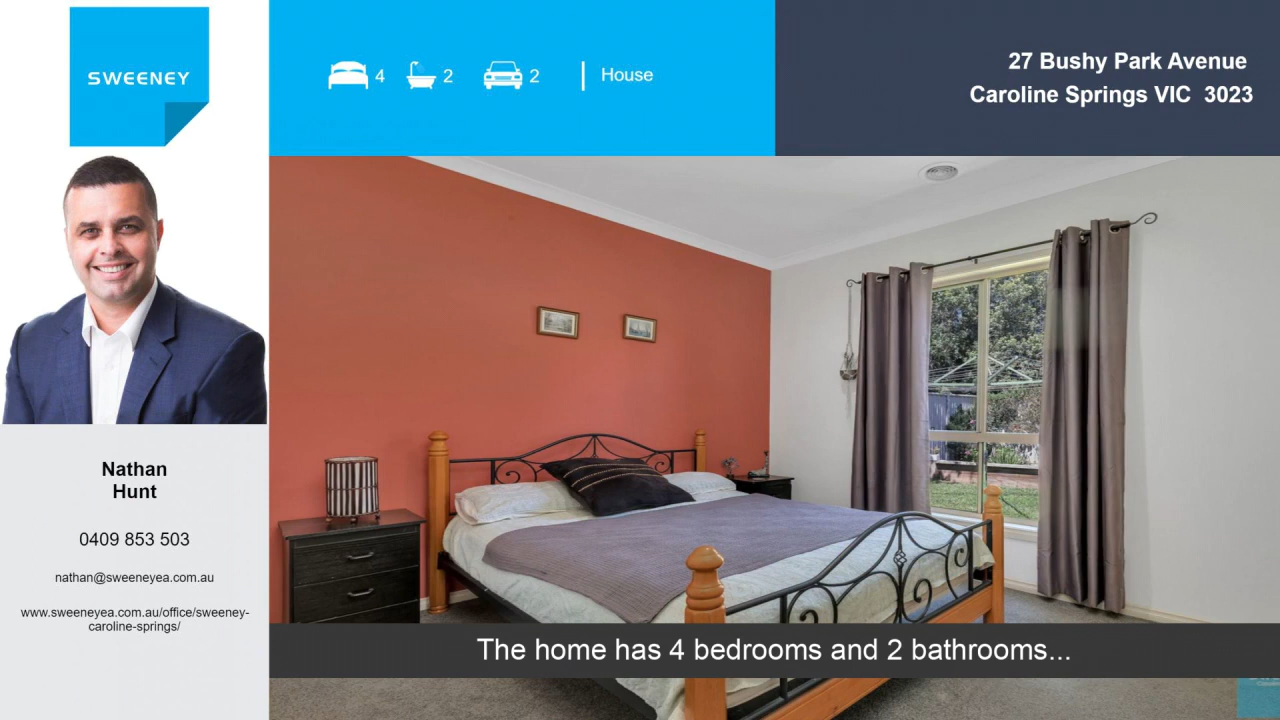 SWEENEY
4 2 2 House
27 Bushy Park Avenue
Caroline Springs VIC 3023
Nathan
Hunt
0409 853 503
nathan@sweeneyea.com.au
www.sweeneyea.com.au/office/sweeney-
caroline-springs/
The home has 4 bedrooms and 2 bathrooms...